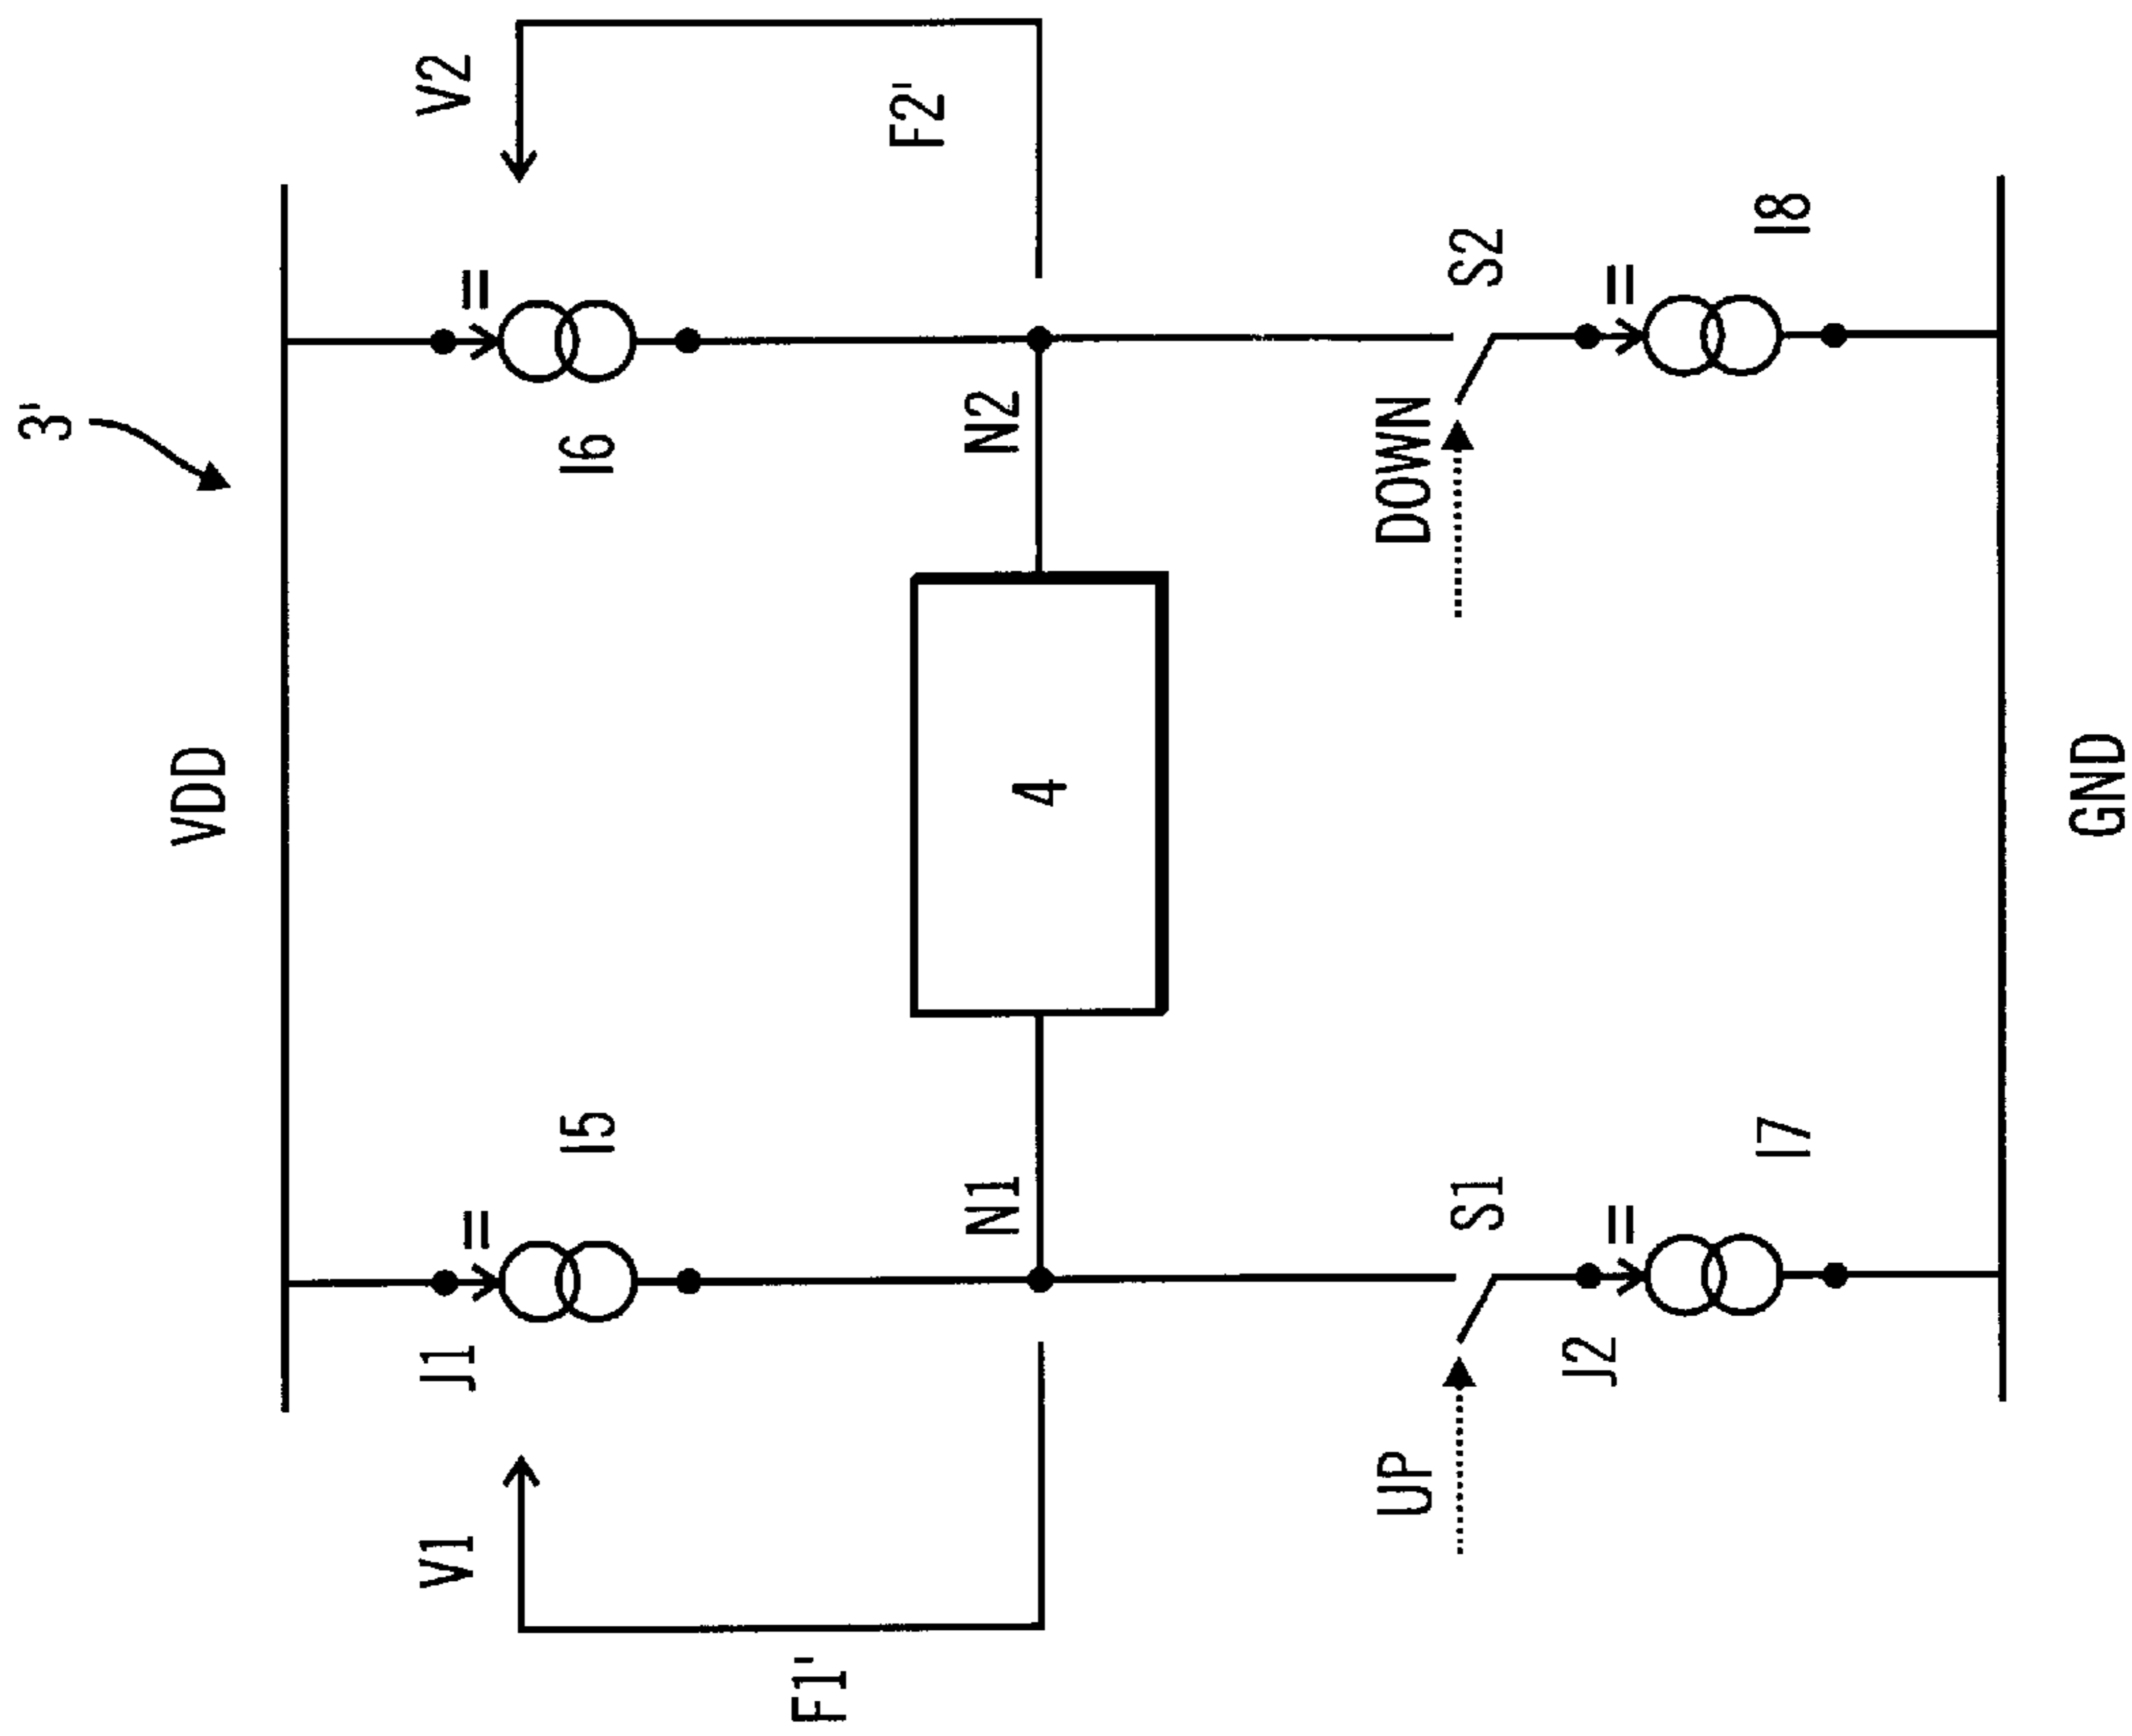 3'
VDD
V1
J1
V2
I5
I6
F1'
F2'
N1
N2
4
UP
S1
DOWN
S2
J2
I7
I8
GND